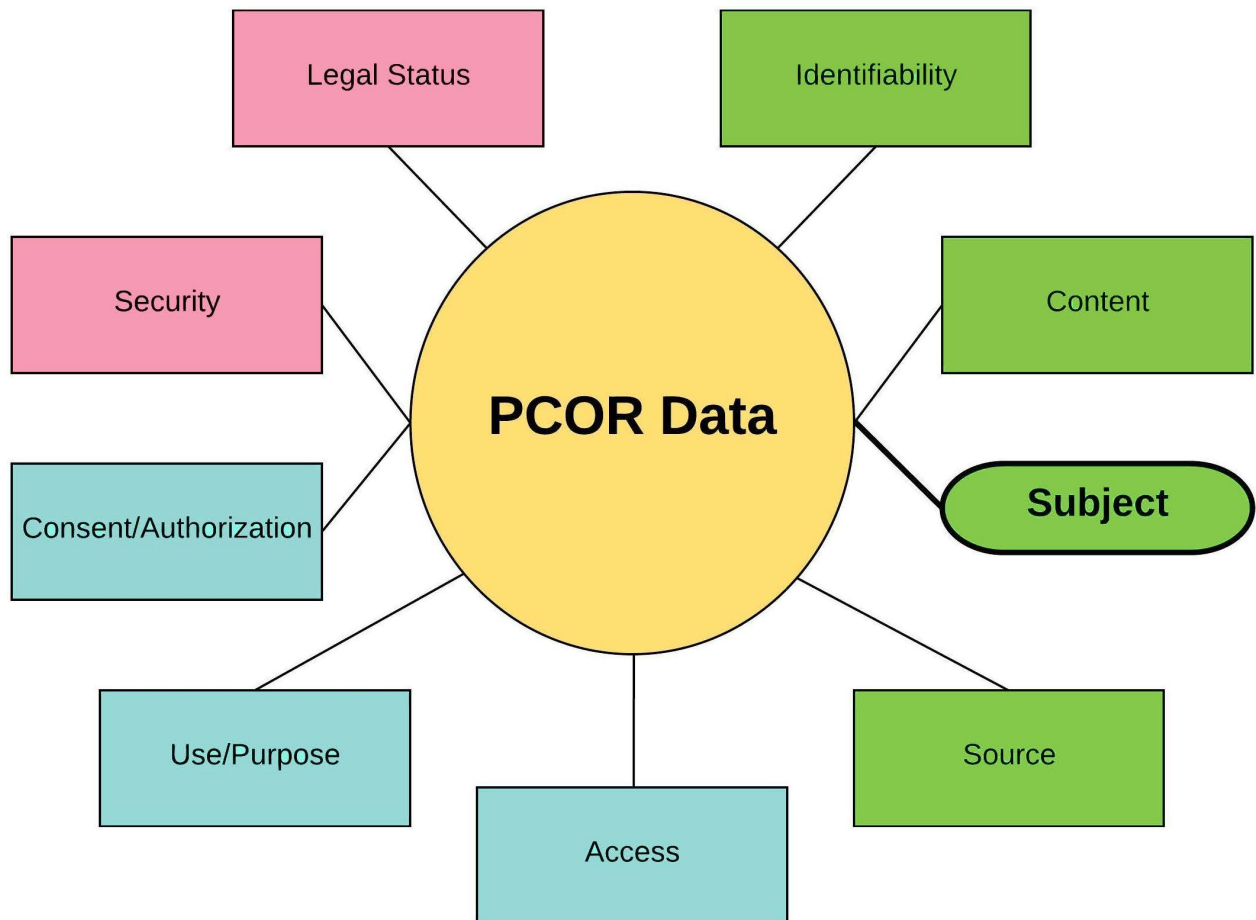 Legal Status
Identifiability
Security
Content
PCOR Data
Consent/Authorization
Subject
Use/Purpose
Source
Access